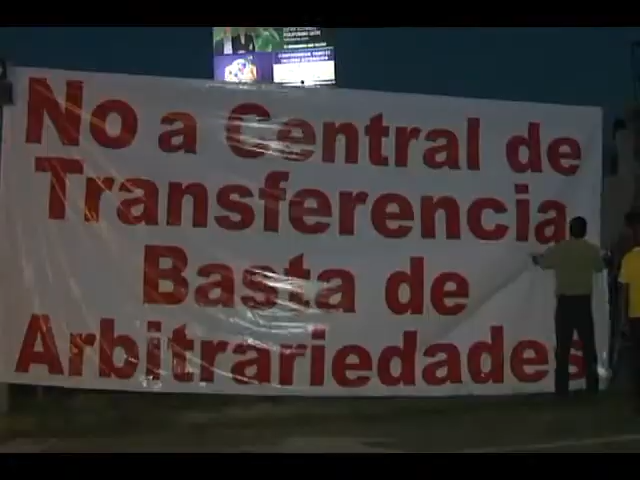 No a Central de
Transferencia
Basta de
Arbitrariedades